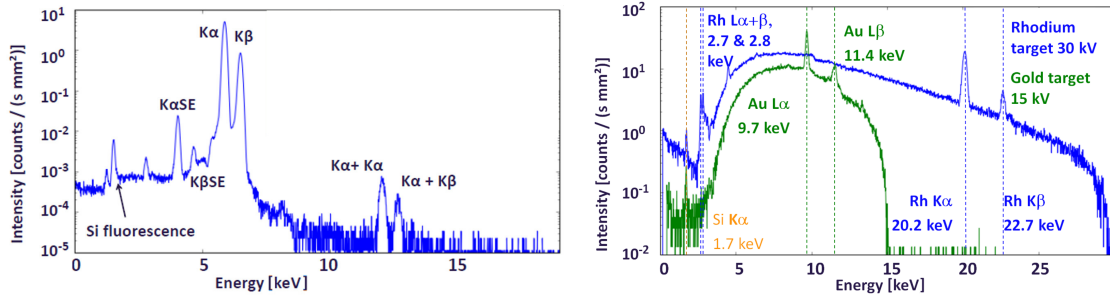 Intensity [counts / (s mm²)]
10¹
10⁰
10⁻¹
10⁻²
10⁻³
10⁻⁴
10⁻⁵
Kα
Kβ
KαSE
KβSE
Kα+ Kα
Kα + Kβ
Si fluorescence
0
5
10
15
Energy [keV]
Intensity [counts / (s mm²)]
10²
10¹
10⁰
10⁻¹
10⁻²
Rh Lα+β,
2.7 & 2.8
keV
Au Lβ
11.4 keV
Rhodium
target 30 kV
Gold target
15 kV
Au Lα
9.7 keV
Si Kα
1.7 keV
Rh Kα
20.2 keV
Rh Kβ
22.7 keV
0
5
10
15
20
25
Energy [keV]